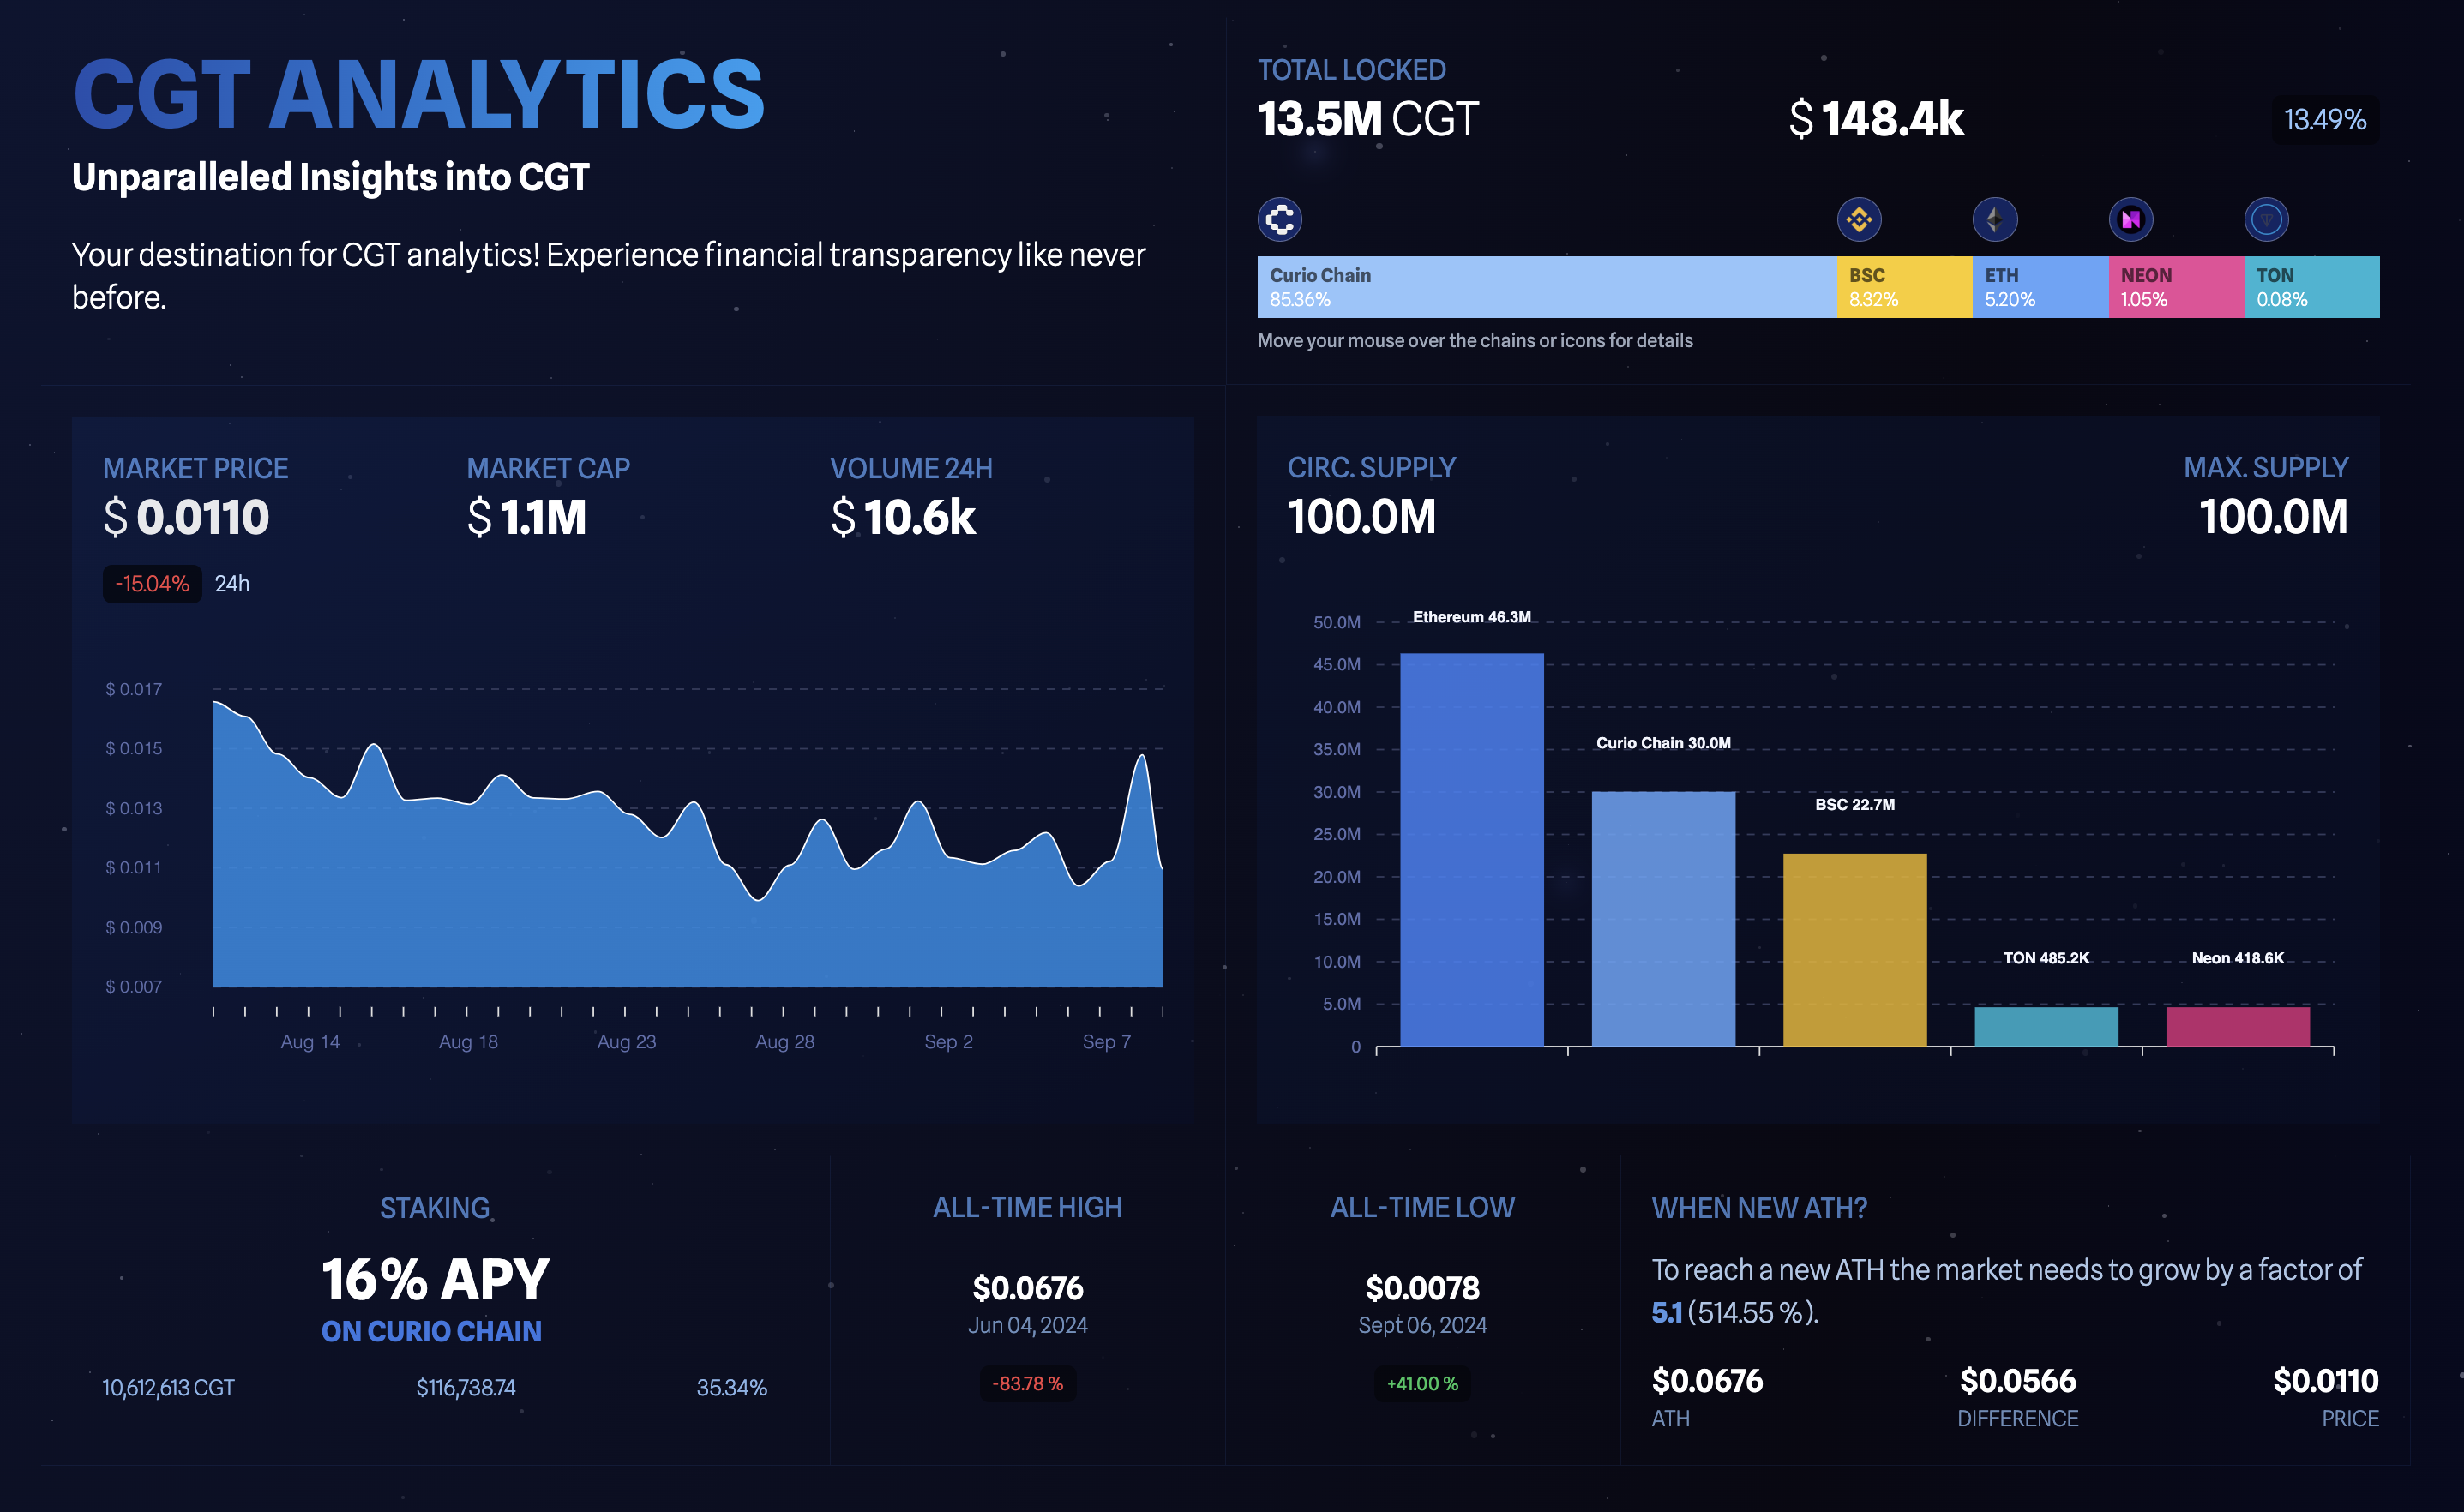 CGT ANALYTICS
Unparalleled Insights into CGT
Your destination for CGT analytics! Experience financial transparency like never
before.
TOTAL LOCKED
13.5M CGT $ 148.4k 13.49%
Curio Chain BSC ETH NEON TON
85.36% 8.32% 5.20% 1.05% 0.08%
Move your mouse over the chains or icons for details
MARKET PRICE MARKET CAP VOLUME 24H
$ 0.0110 $ 1.1M $ 10.6k
-15.04% 24h
$ 0.017
$ 0.015
$ 0.013
$ 0.011
$ 0.009
$ 0.007
Aug 14 Aug 18 Aug 23 Aug 28 Sep 2 Sep 7
CIRC. SUPPLY MAX. SUPPLY
100.0M 100.0M
Ethereum 46.3M
Curio Chain 30.0M
BSC 22.7M
TON 485.2K
Neon 418.6K
50.0M
45.0M
40.0M
35.0M
30.0M
25.0M
20.0M
15.0M
10.0M
5.0M
0
STAKING
16% APY
ON CURIO CHAIN
10,612,613 CGT $116,738.74 35.34%
ALL-TIME HIGH
$0.0676
Jun 04, 2024
-83.78 %
ALL-TIME LOW
$0.0078
Sept 06, 2024
+41.00 %
WHEN NEW ATH?
To reach a new ATH the market needs to grow by a factor of
5.1 (514.55 % ).
$0.0676 $0.0566 $0.0110
ATH DIFFERENCE PRICE